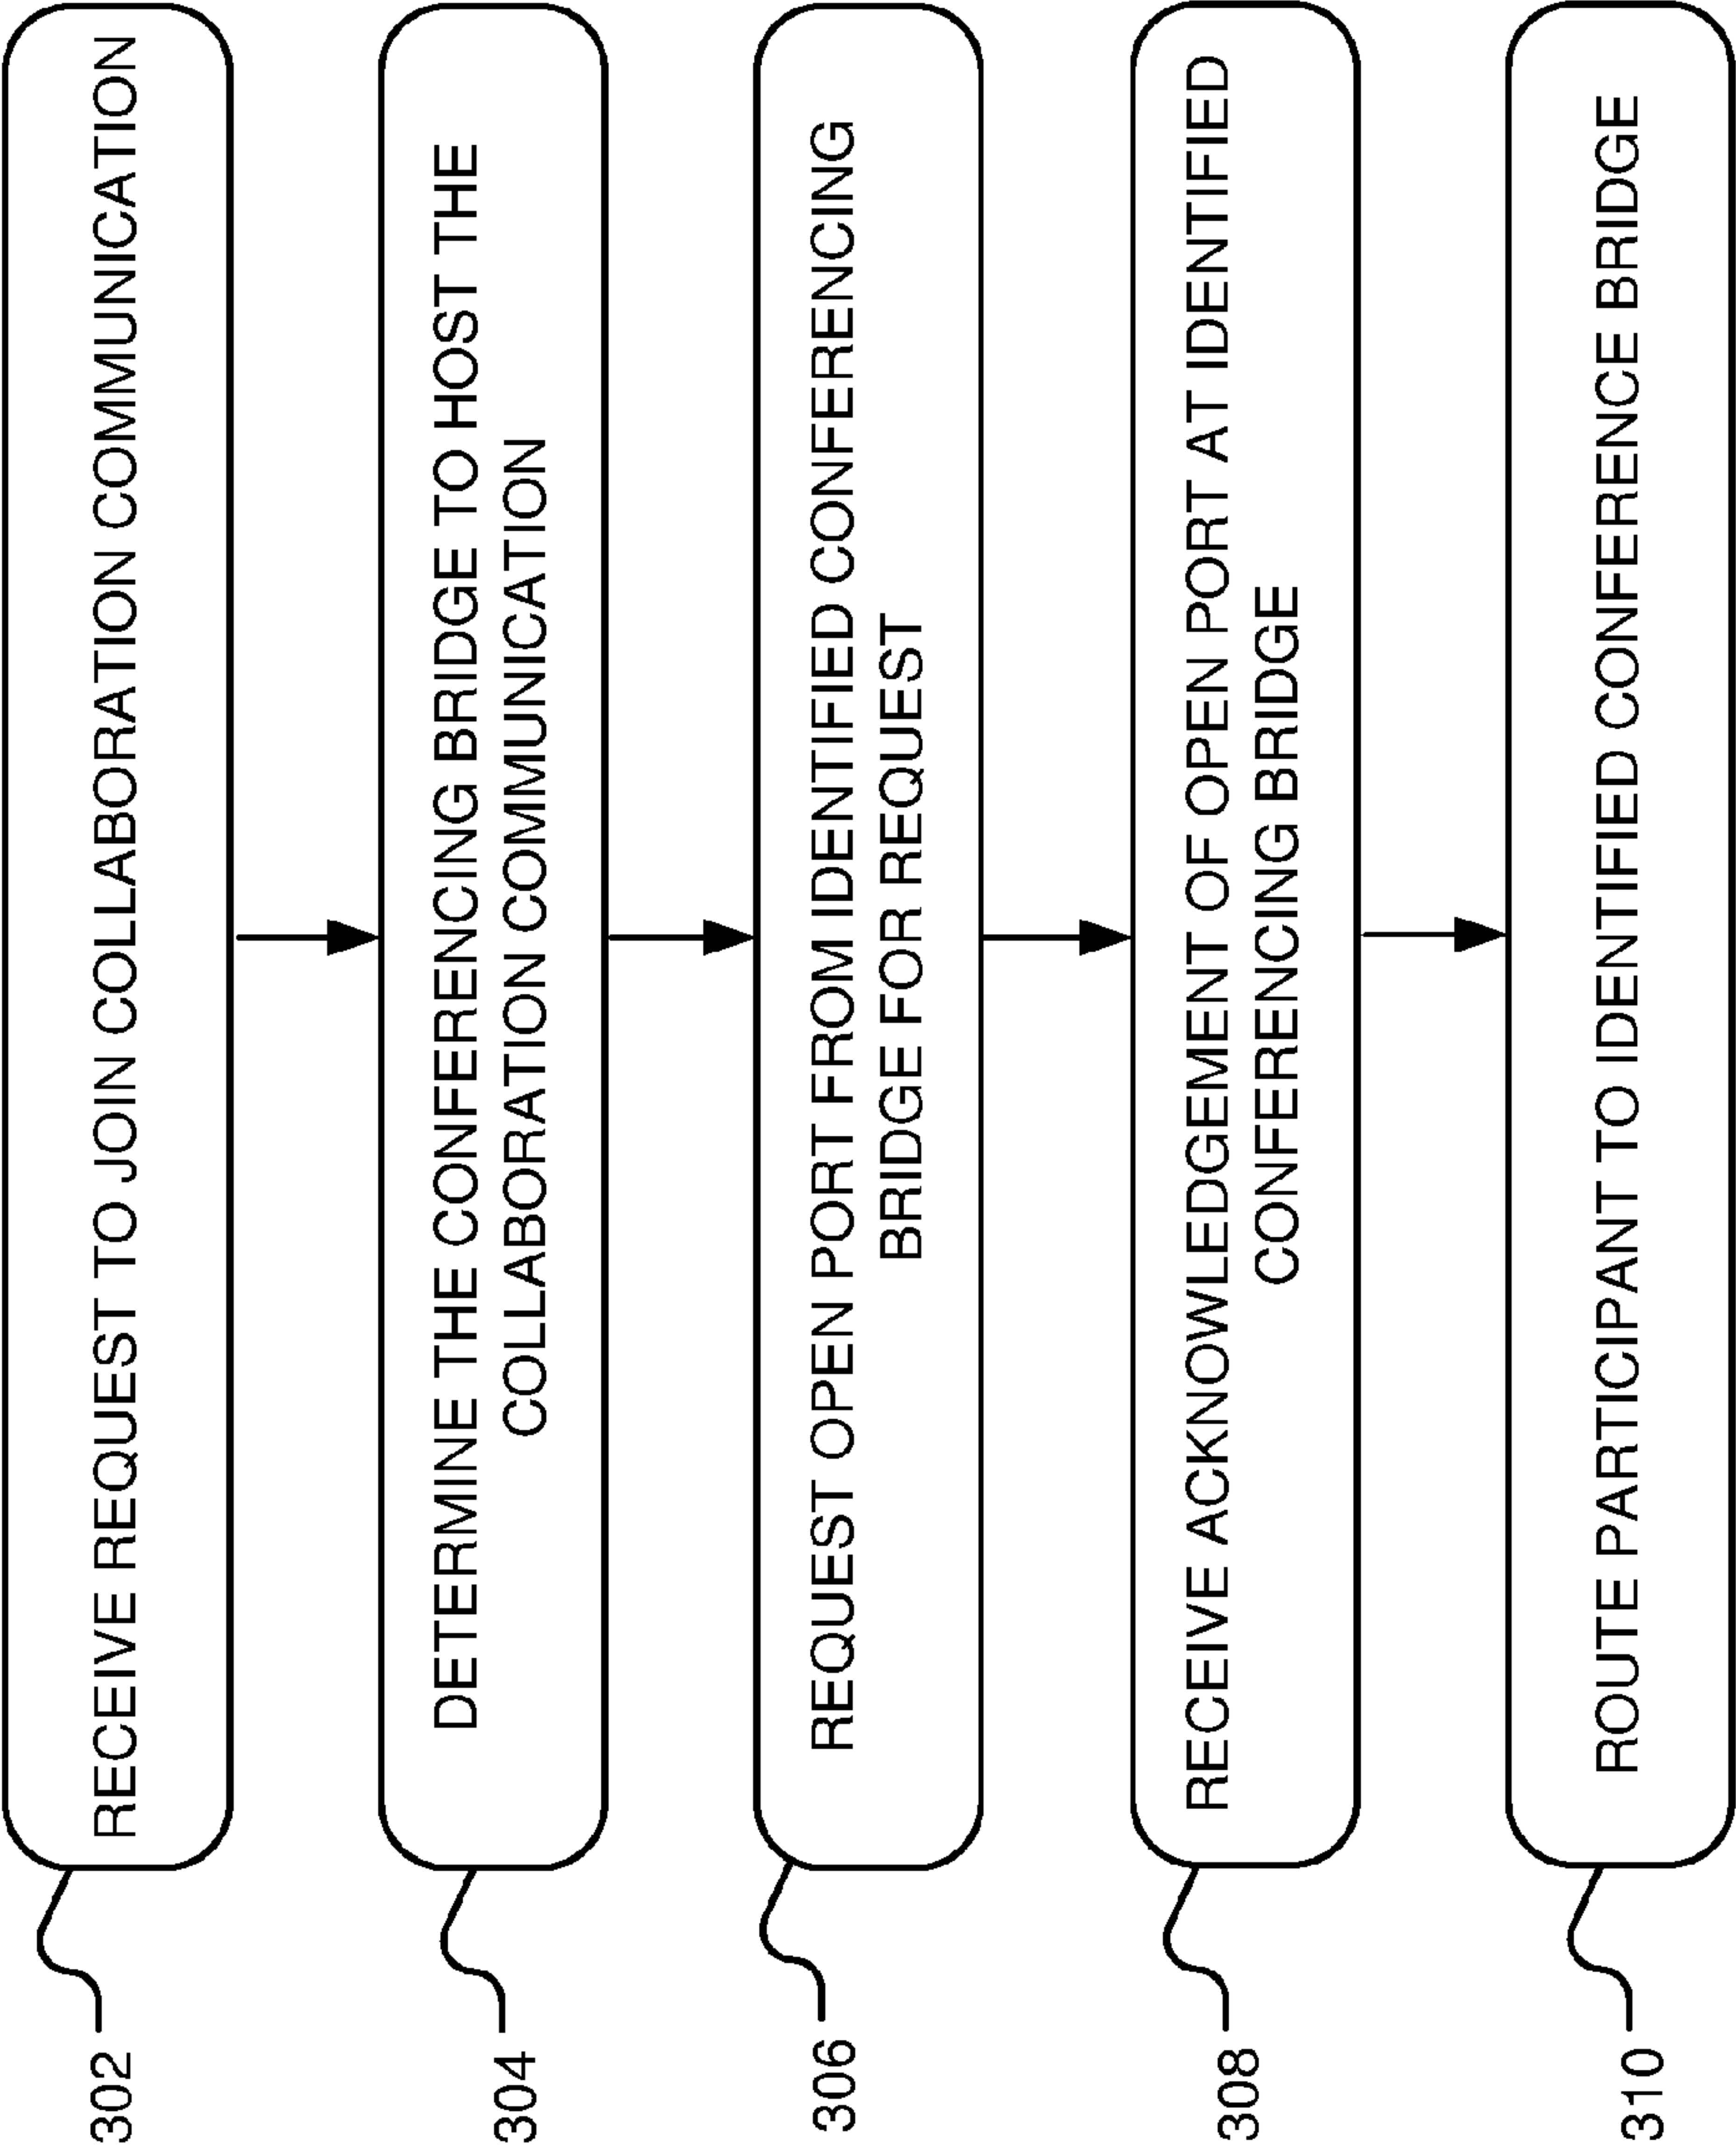 302
RECEIVE REQUEST TO JOIN COLLABORATION COMMUNICATION
304
DETERMINE THE CONFERENCING BRIDGE TO HOST THE
COLLABORATION COMMUNICATION
306
REQUEST OPEN PORT FROM IDENTIFIED CONFERENCING
BRIDGE FOR REQUEST
308
RECEIVE ACKNOWLEDGEMENT OF OPEN PORT AT IDENTIFIED
CONFERENCING BRIDGE
310
ROUTE PARTICIPANT TO IDENTIFIED CONFERENCE BRIDGE